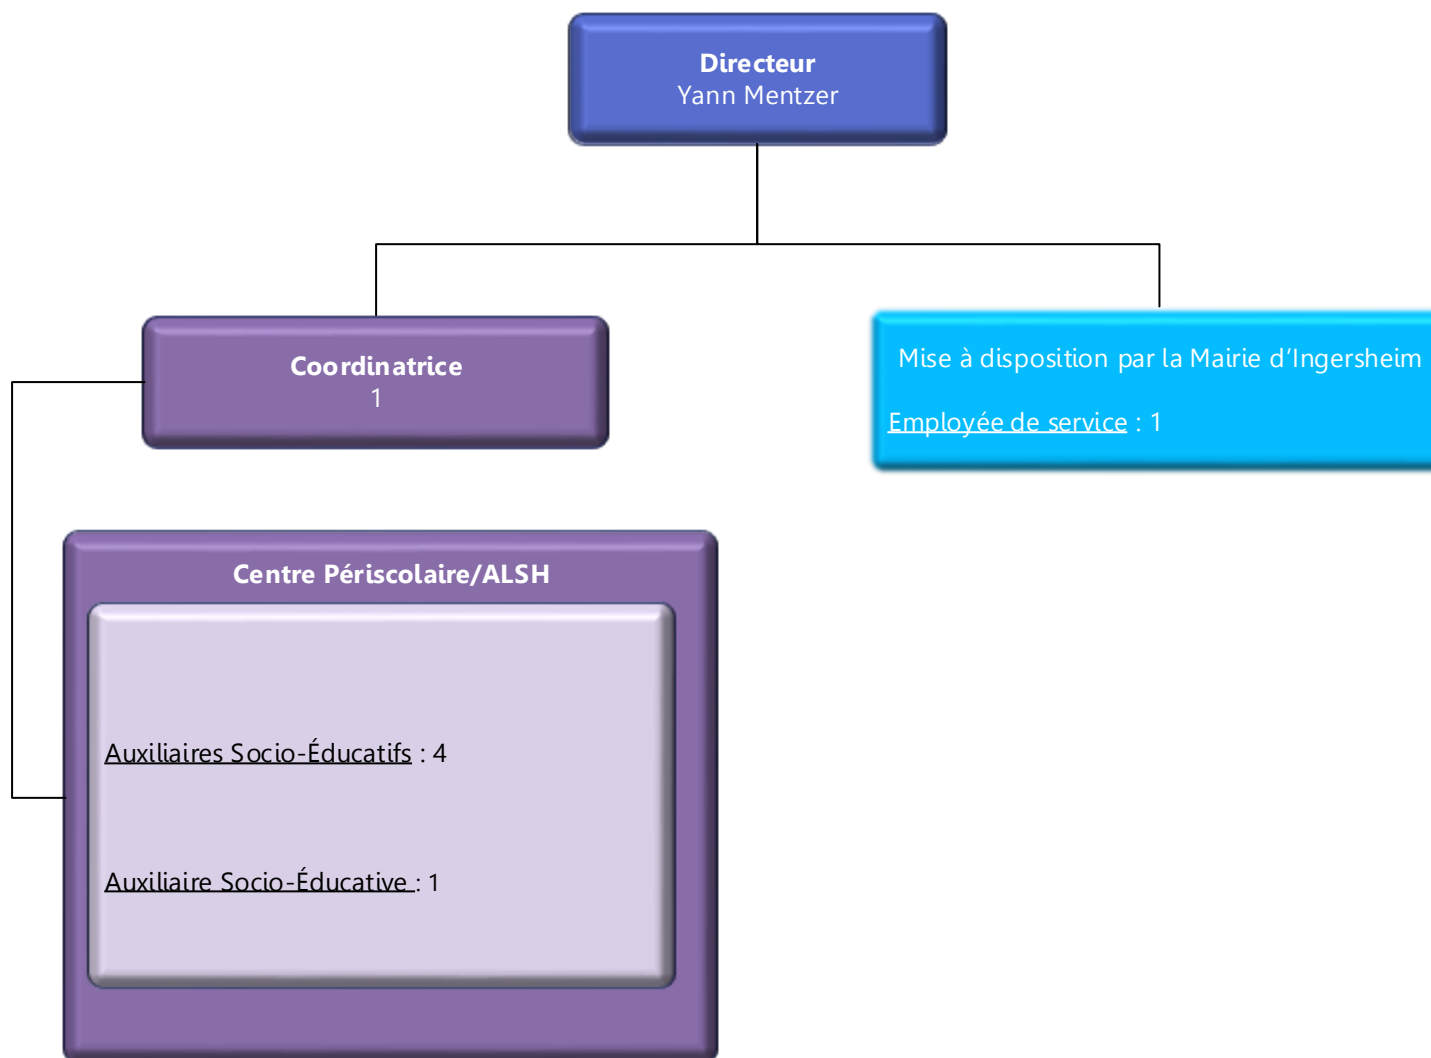 Directeur
Yann Mentzer
Coordinatrice
1
Mise à disposition par la Mairie d’Ingersheim
Employée de service : 1
Centre Périscolaire/ALSH
Auxiliaires Socio-Éducatifs : 4
Auxiliaire Socio-Éducative : 1